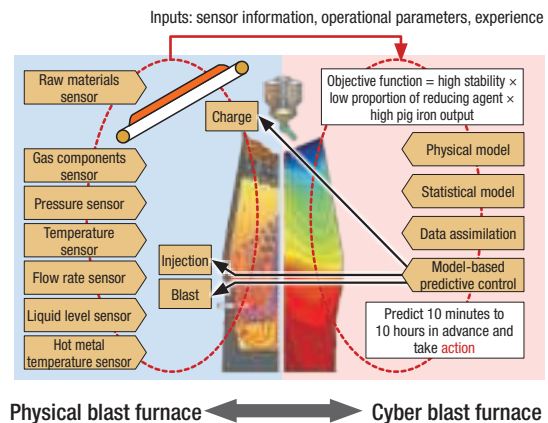 Inputs: sensor information, operational parameters, experience
Raw materials
sensor
Charge
Gas components
sensor
Pressure sensor
Temperature
sensor
Flow rate sensor
Liquid level sensor
Hot metal
temperature sensor
Injection
Blast
Objective function = high stability ×
low proportion of reducing agent ×
high pig iron output
Physical model
Statistical model
Data assimilation
Model-based
predictive control
Predict 10 minutes to
10 hours in advance and
take action
Physical blast furnace
Cyber blast furnace